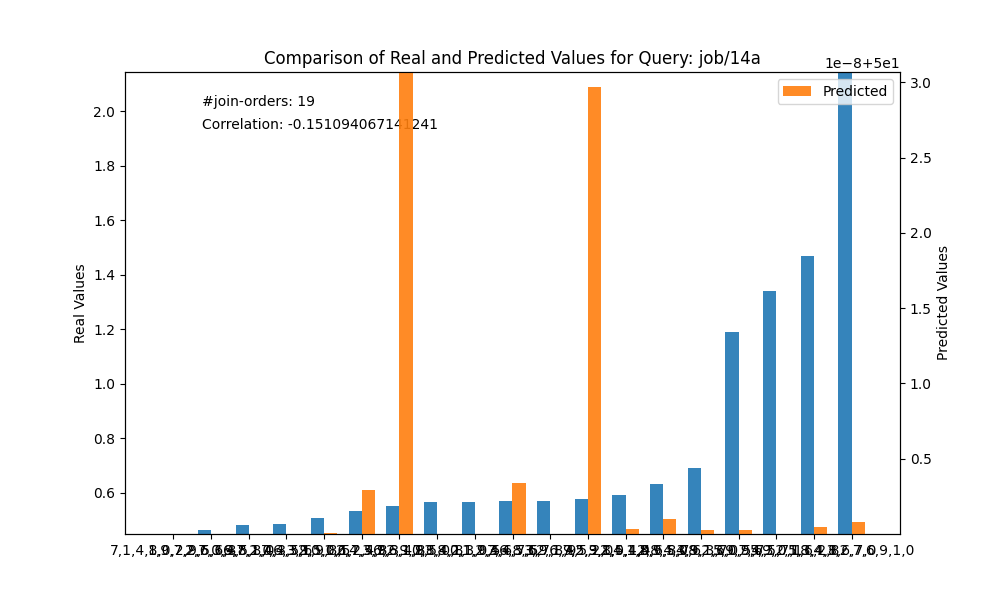 Comparison of Real and Predicted Values for Query: job/14a
1e−8+5e1
#join-orders: 19
Correlation: -0.151094067141241
Predicted
Real Values
2.0
1.8
1.6
1.4
1.2
1.0
0.8
0.6
Predicted Values
3.0
2.5
2.0
1.5
1.0
0.5